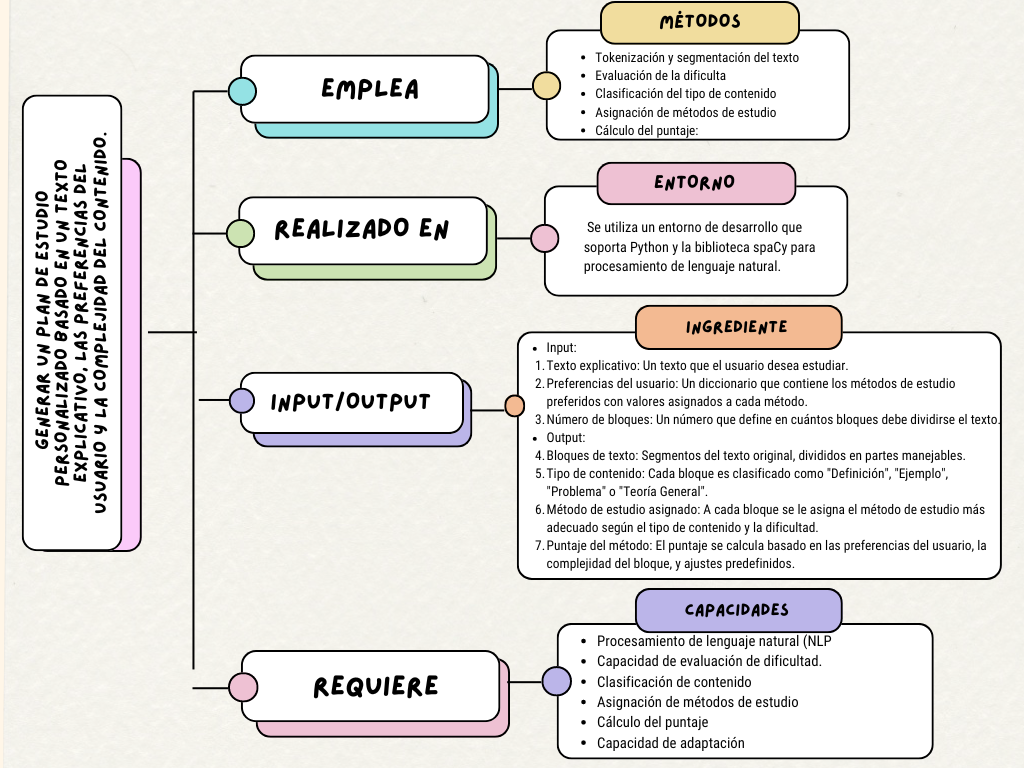 GENERAR UN PLAN DE ESTUDIO
PERSONALIZADO BASADO EN UN TEXTO
EXPLICATIVO, LAS PREFERENCIAS DEL
USUARIO Y LA COMPLEJIDAD DEL CONTENIDO.
EMPLEA
MÉTODOS
• Tokenización y segmentación del texto
• Evaluación de la dificulta
• Clasificación del tipo de contenido
• Asignación de métodos de estudio
• Cálculo del puntaje:
REALIZADO EN
ENTORNO
Se utiliza un entorno de desarrollo que
soporta Python y la biblioteca spaCy para
procesamiento de lenguaje natural.
INPUT/OUTPUT
INGREDIENTE
• Input:
1. Texto explicativo: Un texto que el usuario desea estudiar.
2. Preferencias del usuario: Un diccionario que contiene los métodos de estudio
preferidos con valores asignados a cada método.
3. Número de bloques: Un número que define en cuántos bloques debe dividirse el texto.
• Output:
4. Bloques de texto: Segmentos del texto original, divididos en partes manejables.
5. Tipo de contenido: Cada bloque es clasificado como "Definición", "Ejemplo",
"Problema" o "Teoría General".
6. Método de estudio asignado: A cada bloque se le asigna el método de estudio más
adecuado según el tipo de contenido y la dificultad.
7. Puntaje del método: El puntaje se calcula basado en las preferencias del usuario, la
complejidad del bloque, y ajustes predefinidos.
REQUIERE
CAPACIDADES
• Procesamiento de lenguaje natural (NLP
• Capacidad de evaluación de dificultad.
• Clasificación de contenido
• Asignación de métodos de estudio
• Cálculo del puntaje
• Capacidad de adaptación